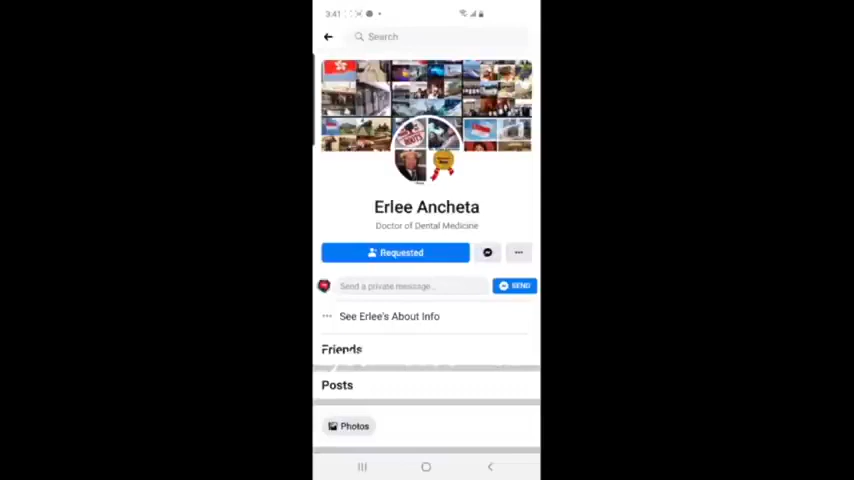 3:41
Search
Erlee Ancheta
Doctor of Dental Medicine
Requested
Send a private message...
SEND
See Erlee's About Info
Friends
Posts
Photos